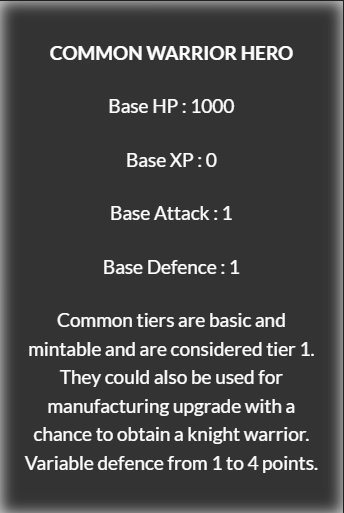 COMMON WARRIOR HERO
Base HP : 1000
Base XP : 0
Base Attack : 1
Base Defence : 1
Common tiers are basic and
mintable and are considered tier 1.
They could also be used for
manufacturing upgrade with a
chance to obtain a knight warrior.
Variable defence from 1 to 4 points.